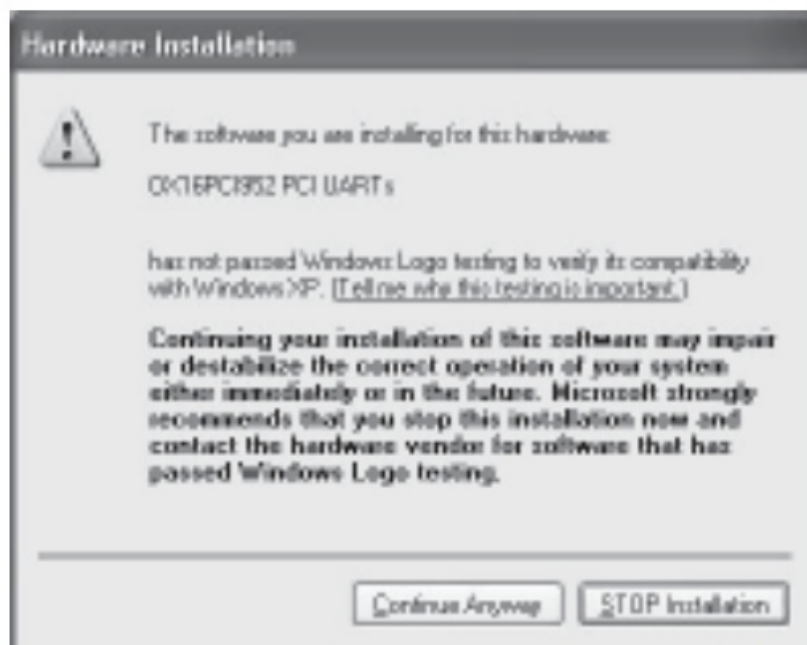 Hardware Installation
The software you are installing for this hardware:
OX16PCI952 PCI UARTs
has not passed Windows Logo testing to verify its compatibility
with Windows XP. (Tell me why this testing is important.)
Continuing your installation of this software may impair
or destabilize the correct operation of your system
either immediately or in the future. Microsoft strongly
recommends that you stop this installation now and
contact the hardware vendor for software that has
passed Windows Logo testing.
Continue Anyway
STOP Installation